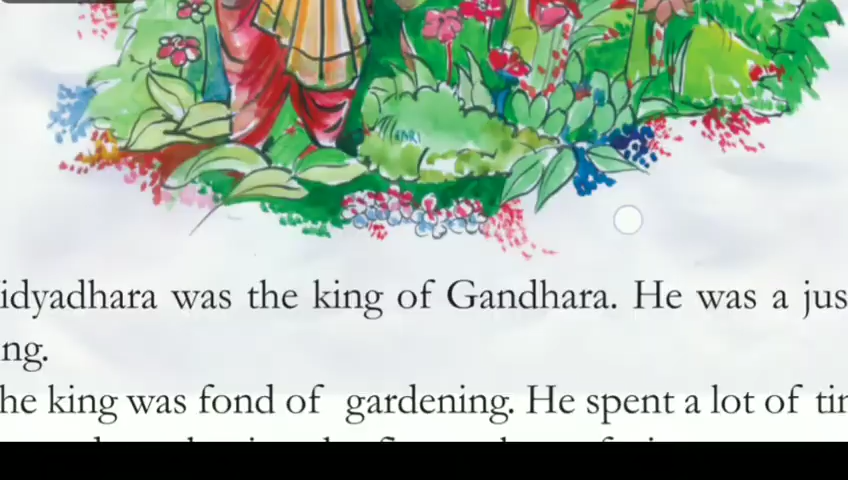 idyadhara was the king of Gandhara. He was a jus
ng.
he king was fond of gardening. He spent a lot of tim